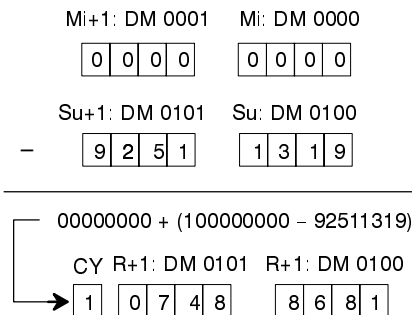 Mi+1: DM 0001 Mi: DM 0000
0 0 0 0 0 0 0 0
Su+1: DM 0101 Su: DM 0100
– 9 2 5 1 1 3 1 9
00000000 + (100000000 – 92511319)
CY R+1: DM 0101 R+1: DM 0100
1 0 7 4 8 8 6 8 1